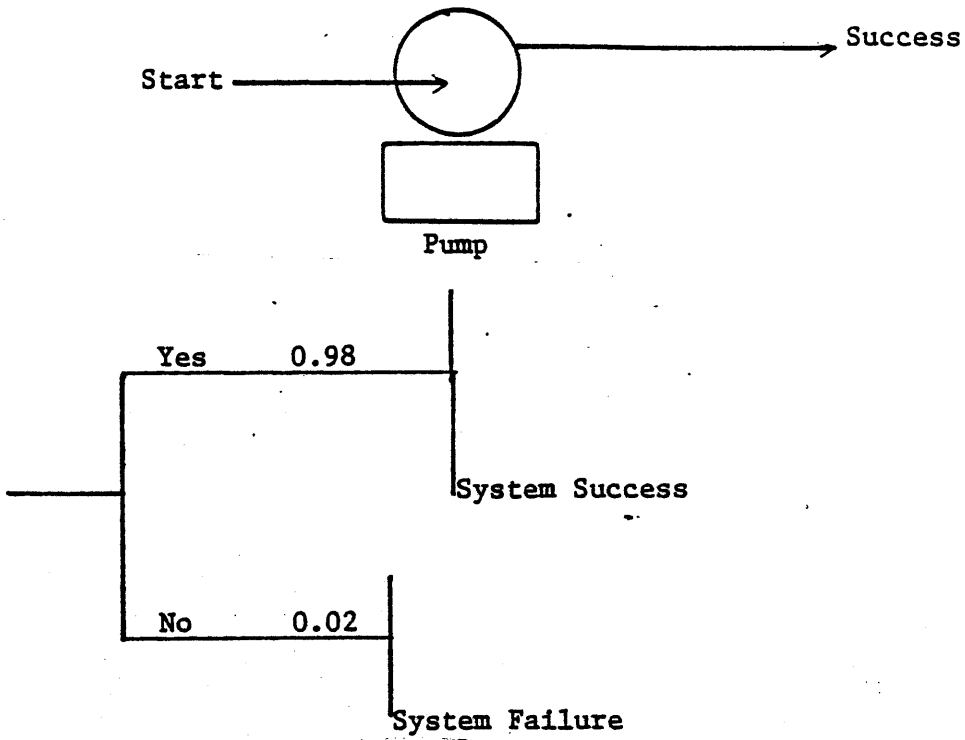 Success
Start
Pump
Yes 0.98
System Success
No 0.02
System Failure